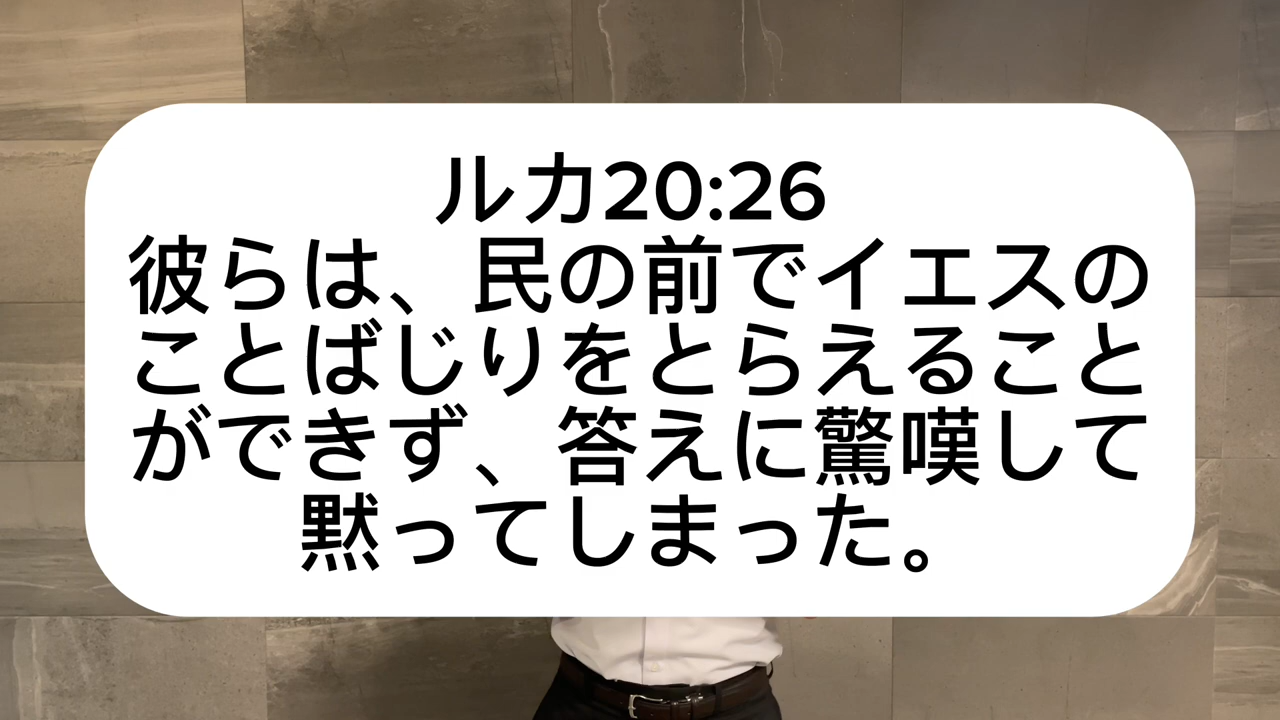 ルカ20:26
彼らは、民の前でイエスの
ことばじりをとらえること
ができず、答えに驚嘆して
黙ってしまった。